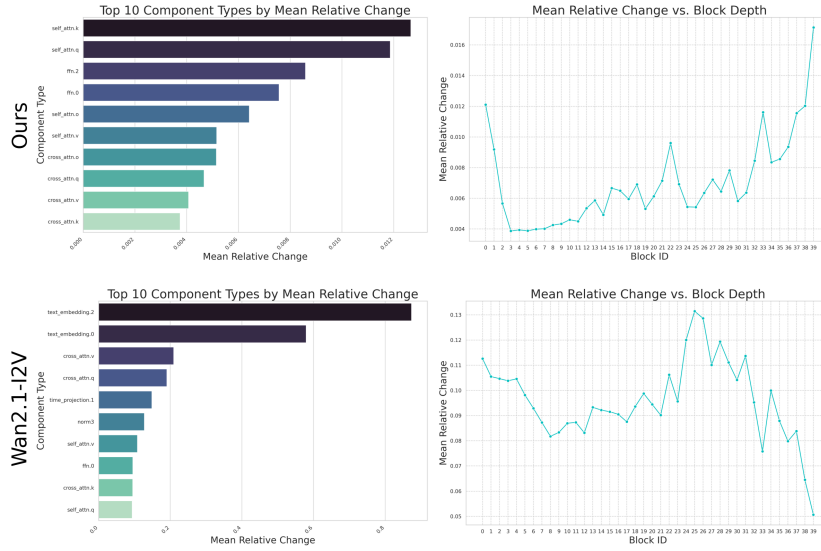 Ours
Top 10 Component Types by Mean Relative Change
Component Type
self_attn.k
self_attn.q
ffn.2
ffn.0
self_attn.o
self_attn.v
cross_attn.o
cross_attn.q
cross_attn.v
cross_attn.k
0.000 0.002 0.004 0.006 0.008 0.010 0.012
Mean Relative Change
Mean Relative Change vs. Block Depth
Mean Relative Change
0.016
0.014
0.012
0.010
0.008
0.006
0.004
0 1 2 3 4 5 6 7 8 9 10 11 12 13 14 15 16 17 18 19 20 21 22 23 24 25 26 27 28 29 30 31 32 33 34 35 36 37 38 39
Block ID
Wan2.1-I2V
Top 10 Component Types by Mean Relative Change
Component Type
text_embedding.2
text_embedding.0
cross_attn.v
cross_attn.q
time_projection.1
norm3
self_attn.v
ffn.0
cross_attn.k
self_attn.q
0.0 0.2 0.4 0.6 0.8
Mean Relative Change
Mean Relative Change vs. Block Depth
Mean Relative Change
0.13
0.12
0.11
0.10
0.09
0.08
0.07
0.06
0.05
0 1 2 3 4 5 6 7 8 9 10 11 12 13 14 15 16 17 18 19 20 21 22 23 24 25 26 27 28 29 30 31 32 33 34 35 36 37 38 39
Block ID